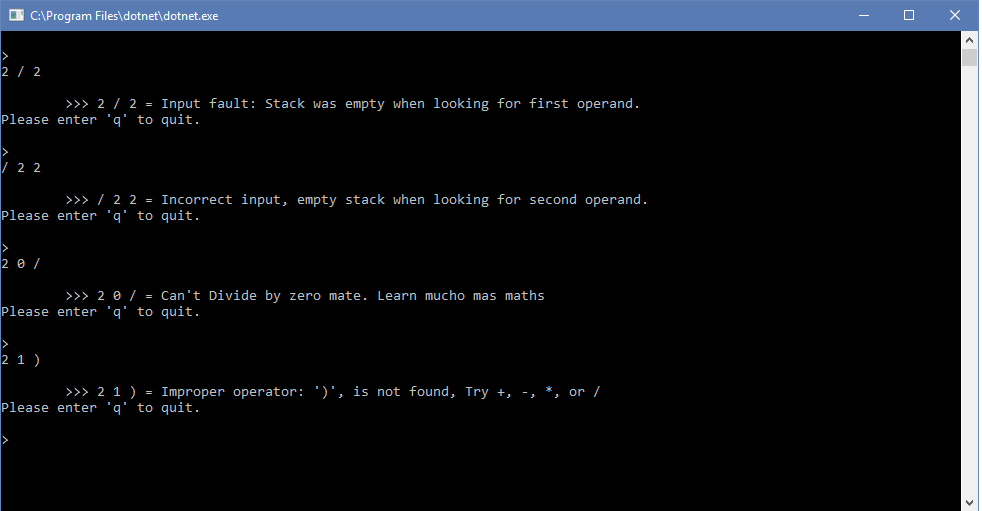 C:\Program Files\dotnet\dotnet.exe
>
2 / 2
>>> 2 / 2 = Input fault: Stack was empty when looking for first operand.
Please enter 'q' to quit.
>
/ 2 2
>>> / 2 2 = Incorrect input, empty stack when looking for second operand.
Please enter 'q' to quit.
>
2 0 /
>>> 2 0 / = Can't Divide by zero mate. Learn mucho mas maths
Please enter 'q' to quit.
>
2 1 )
>>> 2 1 ) = Improper operator: ')', is not found, Try +, -, *, or /
Please enter 'q' to quit.
>